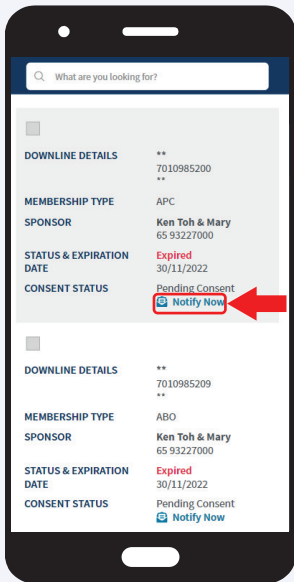 What are you looking for?
DOWNLINE DETAILS **
7010985200
**
MEMBERSHIP TYPE APC
SPONSOR Ken Toh & Mary
65 93227000
STATUS & EXPIRATION Expired
DATE 30/11/2022
CONSENT STATUS Pending Consent
Notify Now
DOWNLINE DETAILS **
7010985209
**
MEMBERSHIP TYPE ABO
SPONSOR Ken Toh & Mary
65 93227000
STATUS & EXPIRATION Expired
DATE 30/11/2022
CONSENT STATUS Pending Consent
Notify Now